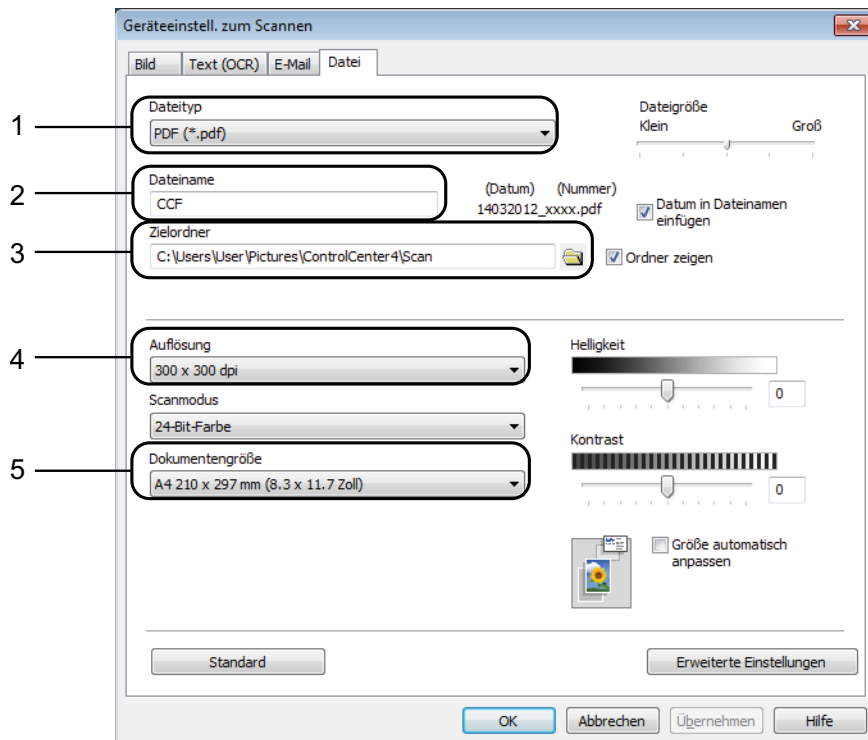 Geräteeinstell. zum Scannen
Bild
Text (OCR)
E-Mail
Datei
1
Dateityp
PDF (*.pdf)
Dateigröße
Klein
Groß
2
Dateiname
CCF
(Datum) (Nummer)
14032012_xxxx.pdf
Datum in Dateinamen
einfügen
3
Zielordner
C:\Users\User\Pictures\ControlCenter4\Scan
Ordner zeigen
4
Auflösung
300 x 300 dpi
Scanmodus
24-Bit-Farbe
5
Dokumentengröße
A4 210 x 297 mm (8.3 x 11.7 Zoll)
Helligkeit
0
Kontrast
0
Größe automatisch
anpassen
Standard
Erweiterte Einstellungen
OK
Abbrechen
Übernehmen
Hilfe